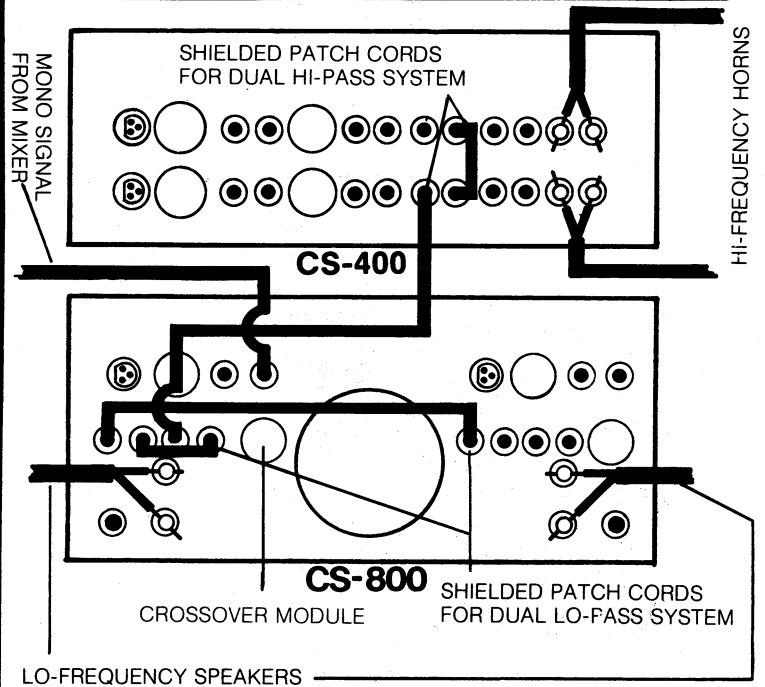 SHIELDED PATCH CORDS
FOR DUAL HI-PASS SYSTEM
MONO SIGNAL
FROM MIXER
HI-FREQUENCY HORNS
CS-400
CS-800
CROSSOVER MODULE
SHIELDED PATCH CORDS
FOR DUAL LO-PASS SYSTEM
LO-FREQUENCY SPEAKERS